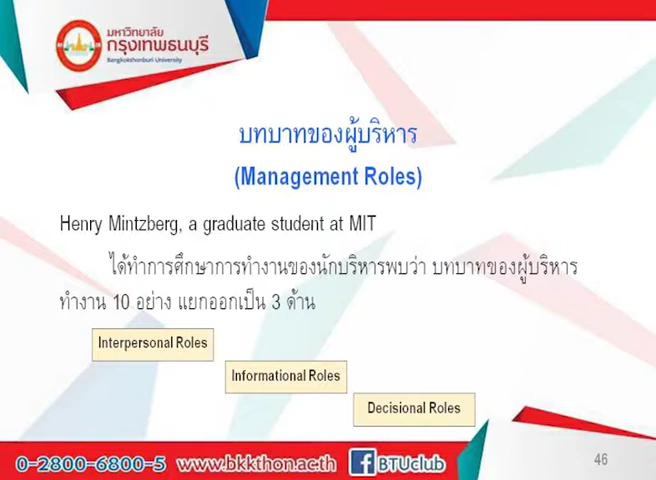 มหาวิทยาลัย
กรุงเทพธนบุรี
Bangkokthonburi University
บทบาทของผู้บริหาร
(Management Roles)
Henry Mintzberg, a graduate student at MIT
ได้ทำการศึกษาการทำงานของนักบริหารพบว่า บทบาทของผู้บริหาร
ทำงาน 10 อย่าง แยกออกเป็น 3 ด้าน
Interpersonal Roles
Informational Roles
Decisional Roles
0-2800-6800-5 www.bkkthon.ac.th f BTUclub
46